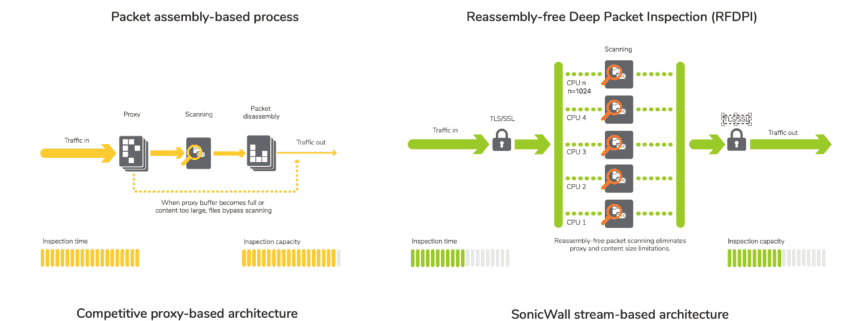 Packet assembly-based process
Proxy
Scanning
Packet
disassembly
Traffic in
Traffic out
When proxy buffer becomes full or
content too large, files bypass scanning
Inspection time
Inspection capacity
Competitive proxy-based architecture
Reassembly-free Deep Packet Inspection (RFDPI)
Scanning
CPU n
n=1024
TLS/SSL
TLS/SSL
Traffic in
CPU 4
Traffic out
CPU 3
CPU 2
CPU 1
Reassembly-free packet scanning eliminates
proxy and content size limitations.
Inspection time
Inspection capacity
SonicWall stream-based architecture